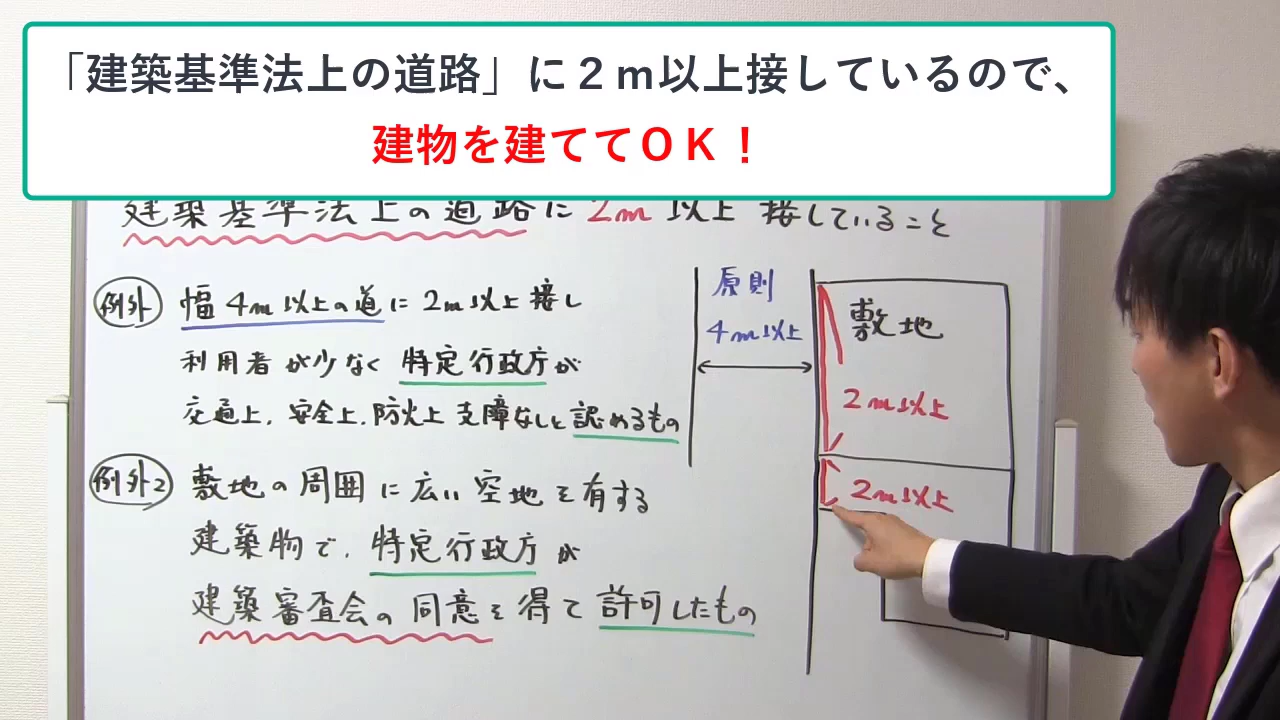 「建築基準法上の道路」に２ｍ以上接しているので、
建物を建ててＯＫ！
建築基準法上の道路に2m以上接していること
例外 幅4m以上の道に2m以上接し
利用者が少なく特定行政庁が
交通上、安全上、防火上支障なしと認めるもの
例外2 敷地の周囲に広い空地を有する
建築物で、特定行政庁が
建築審査会の同意を得て許可したもの
原則
4m以上
敷地
2m以上
2m以上